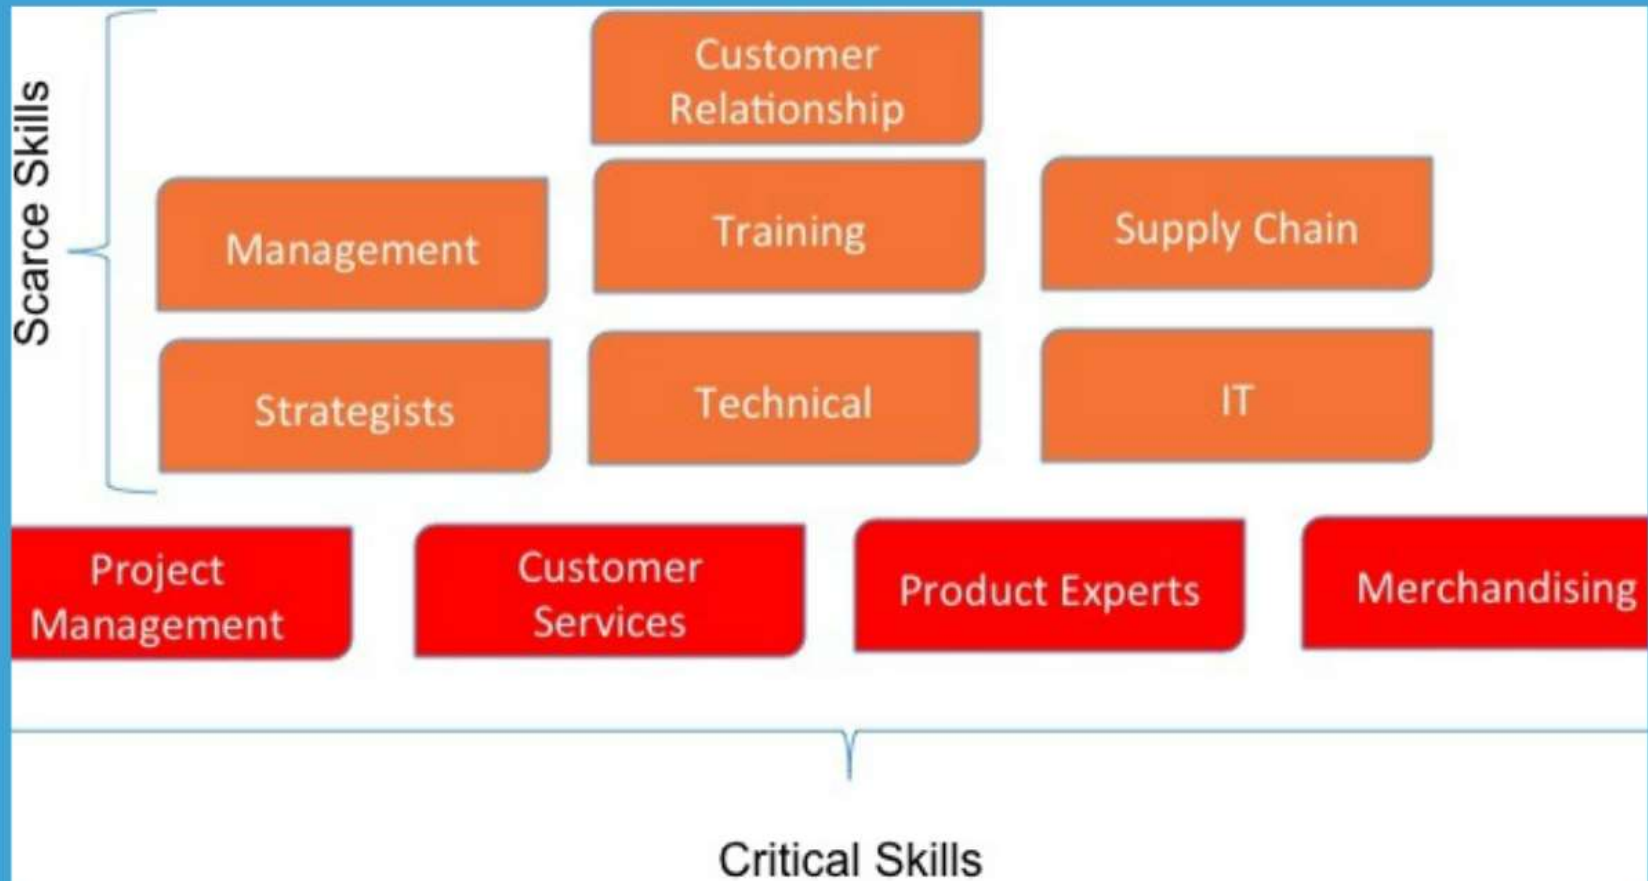 Scarce Skills
Customer
Relationship
Management
Training
Supply Chain
Strategists
Technical
IT
Project
Management
Customer
Services
Product Experts
Merchandising
Critical Skills